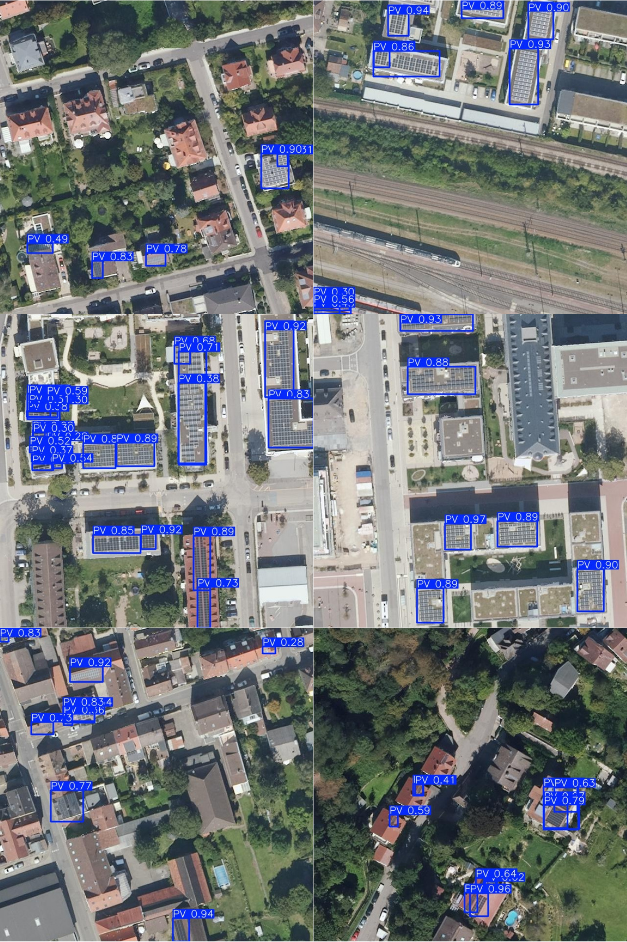 PV 0.9031
PV 0.49
PV 0.83
PV 0.78
PV 0.94
PV 0.89
PV 0.90
PV 0.86
PV 0.93
PV 0.30
PV 0.56
PV 0.68
PV 0.71
PV 0.38
PV 0.92
PV 0.83
PV 0.59
PV 0.30
PV 0.52
PV 0.37
PV 0.8
PV 0.89
PV 0.85
PV 0.92
PV 0.89
PV 0.73
PV 0.93
PV 0.88
PV 0.97
PV 0.89
PV 0.89
PV 0.90
PV 0.83
PV 0.92
PV 0.28
PV 0.834
PV 0.77
PV 0.94
PV 0.41
PV 0.59
PV 0.63
PV 0.79
PV 0.64
PV 0.96